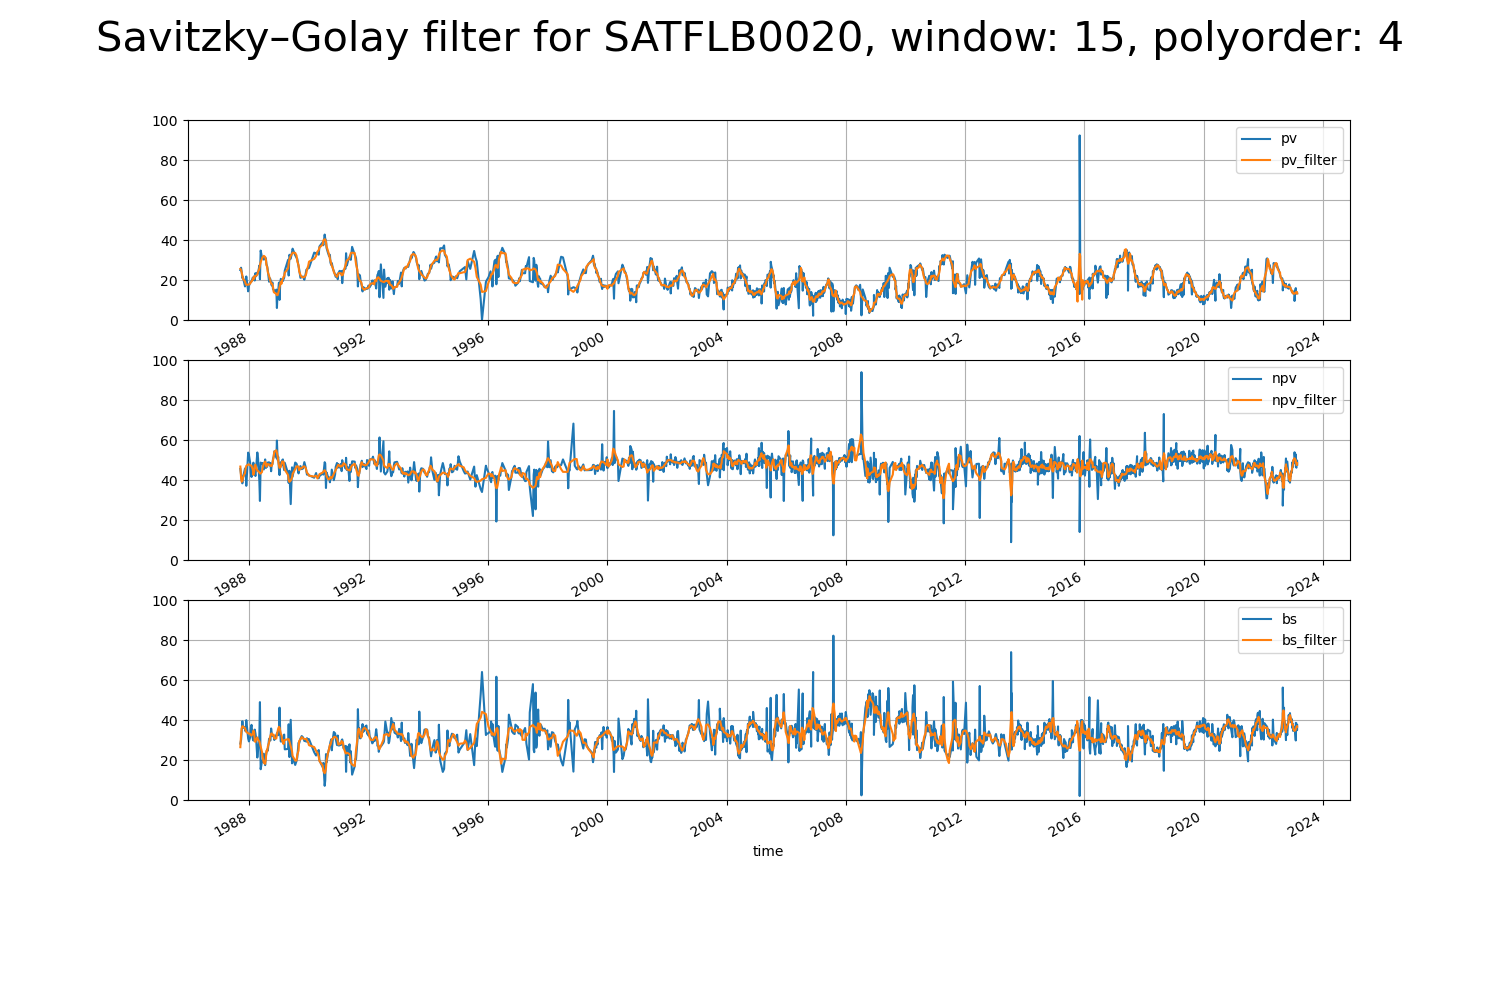 Savitzky–Golay filter for SATFLB0020, window: 15, polyorder: 4
100
80
60
40
20
0
pv
pv_filter
1988 1992 1996 2000 2004 2008 2012 2016 2020 2024
100
80
60
40
20
0
npv
npv_filter
1988 1992 1996 2000 2004 2008 2012 2016 2020 2024
100
80
60
40
20
0
bs
bs_filter
1988 1992 1996 2000 2004 2008 2012 2016 2020 2024
time